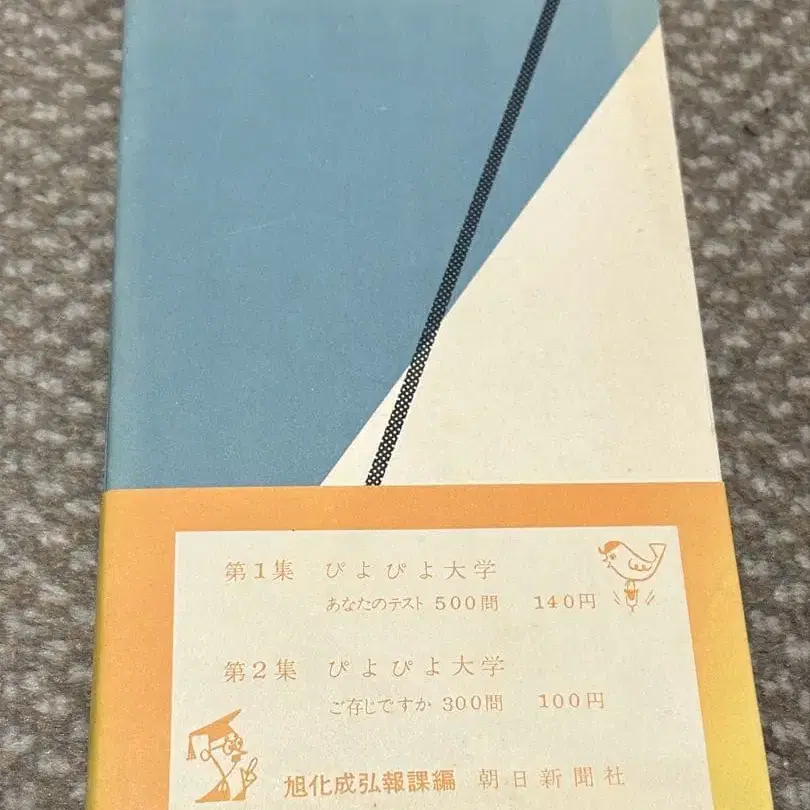 第1集 ぴよぴよ大学
あなたのテスト 500問 140円
第2集 ぴよぴよ大学
ご存じですか 300問 100円
旭化成弘報課編 朝日新聞社